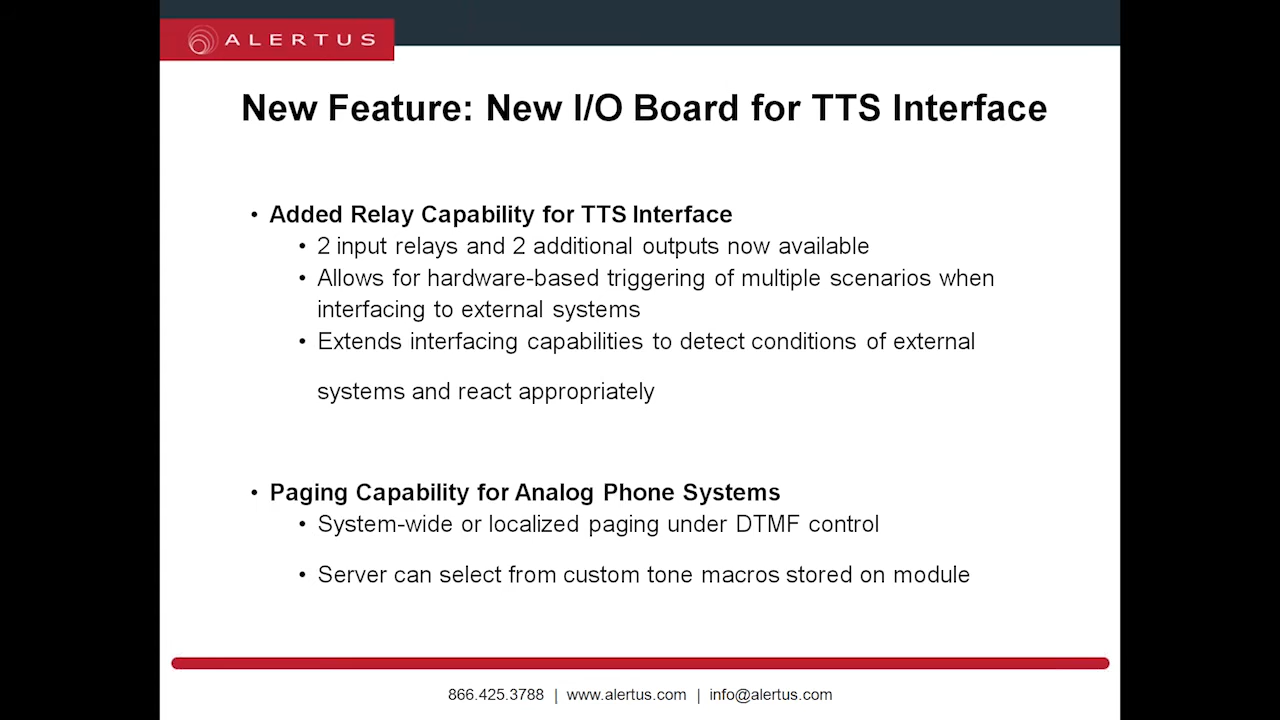 ALERTUS
New Feature: New I/O Board for TTS Interface
• Added Relay Capability for TTS Interface
• 2 input relays and 2 additional outputs now available
• Allows for hardware-based triggering of multiple scenarios when
interfacing to external systems
• Extends interfacing capabilities to detect conditions of external
systems and react appropriately
• Paging Capability for Analog Phone Systems
• System-wide or localized paging under DTMF control
• Server can select from custom tone macros stored on module
866.425.3788 | www.alertus.com | info@alertus.com